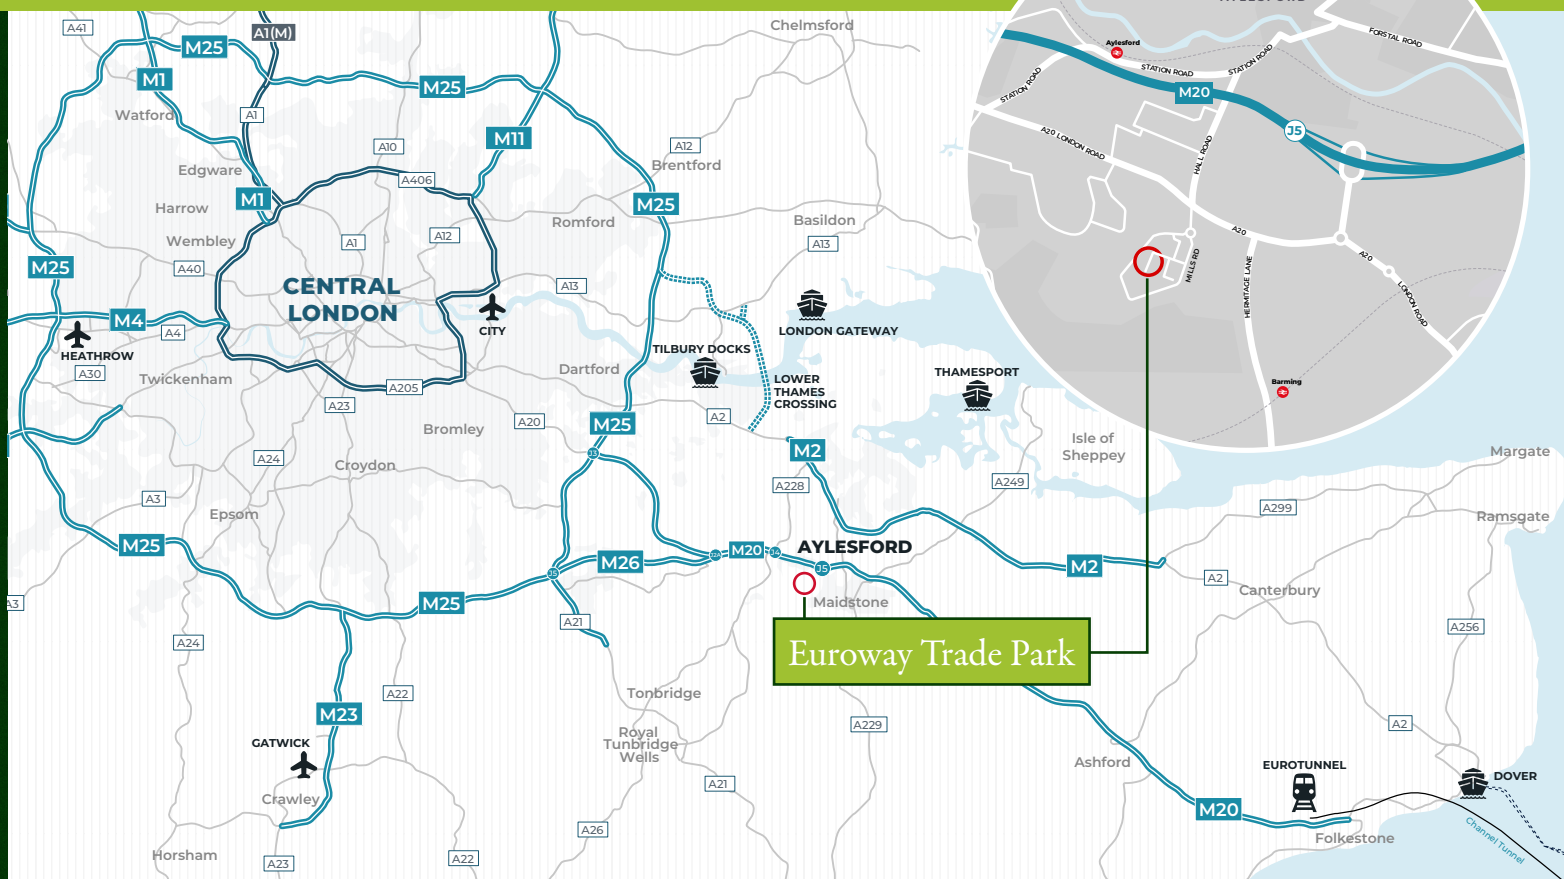 A41
A1(M)
M25
M1
M25
A1
Watford
M11
A10
A12
Brentford
Chelmsford
Edgware
A406
M1
Harrow
M25
Romford
Basildon
Wembley
A1
A12
A13
A40
M25
CENTRAL
LONDON
A13
M4
A4
CITY
LONDON GATEWAY
HEATHROW
A30
TILBURY DOCKS
Twickenham
Dartford
THAMESPORT
A205
LOWER
THAMES
CROSSING
A23
A2
A20
M25
Bromley
M2
Isle of
Sheppey
A24
Croydon
J3
A228
A249
Margate
A3
Epsom
A299
Ramsgate
M25
AYLESFORD
M20
J4
J5
M26
J5
M2
A2
Canterbury
A3
M25
Maidstone
A21
A24
A256
Euroway Trade Park
A22
Tonbridge
M23
A229
A2
Royal
Tunbridge
Wells
GATWICK
Ashford
EUROTUNNEL
DOVER
A21
Crawley
M20
A26
Folkestone
Channel Tunnel
Horsham
A23
A22
Aylesford
STATION ROAD
STATION ROAD
STATION ROAD
FORSTAL ROAD
M20
J5
A20 LONDON ROAD
HALL ROAD
A20
MILLS RD
HERMITAGE LANE
A20
LONDON ROAD
Barming